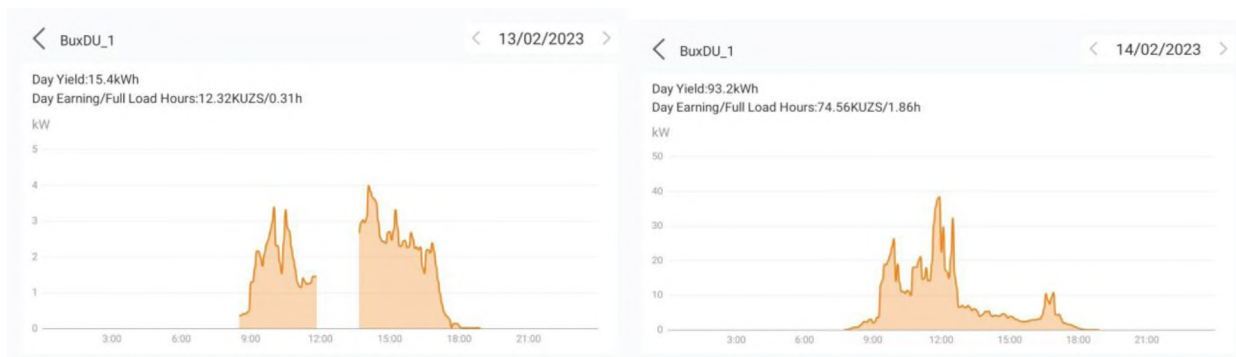 BuxDU_1
13/02/2023
Day Yield:15.4kWh
Day Earning/Full Load Hours:12.32KUZS/0.31h
kW
5
4
3
2
1
0
3:00 6:00 9:00 12:00 15:00 18:00 21:00
BuxDU_1
14/02/2023
Day Yield:93.2kWh
Day Earning/Full Load Hours:74.56KUZS/1.86h
kW
50
40
30
20
10
0
3:00 6:00 9:00 12:00 15:00 18:00 21:00